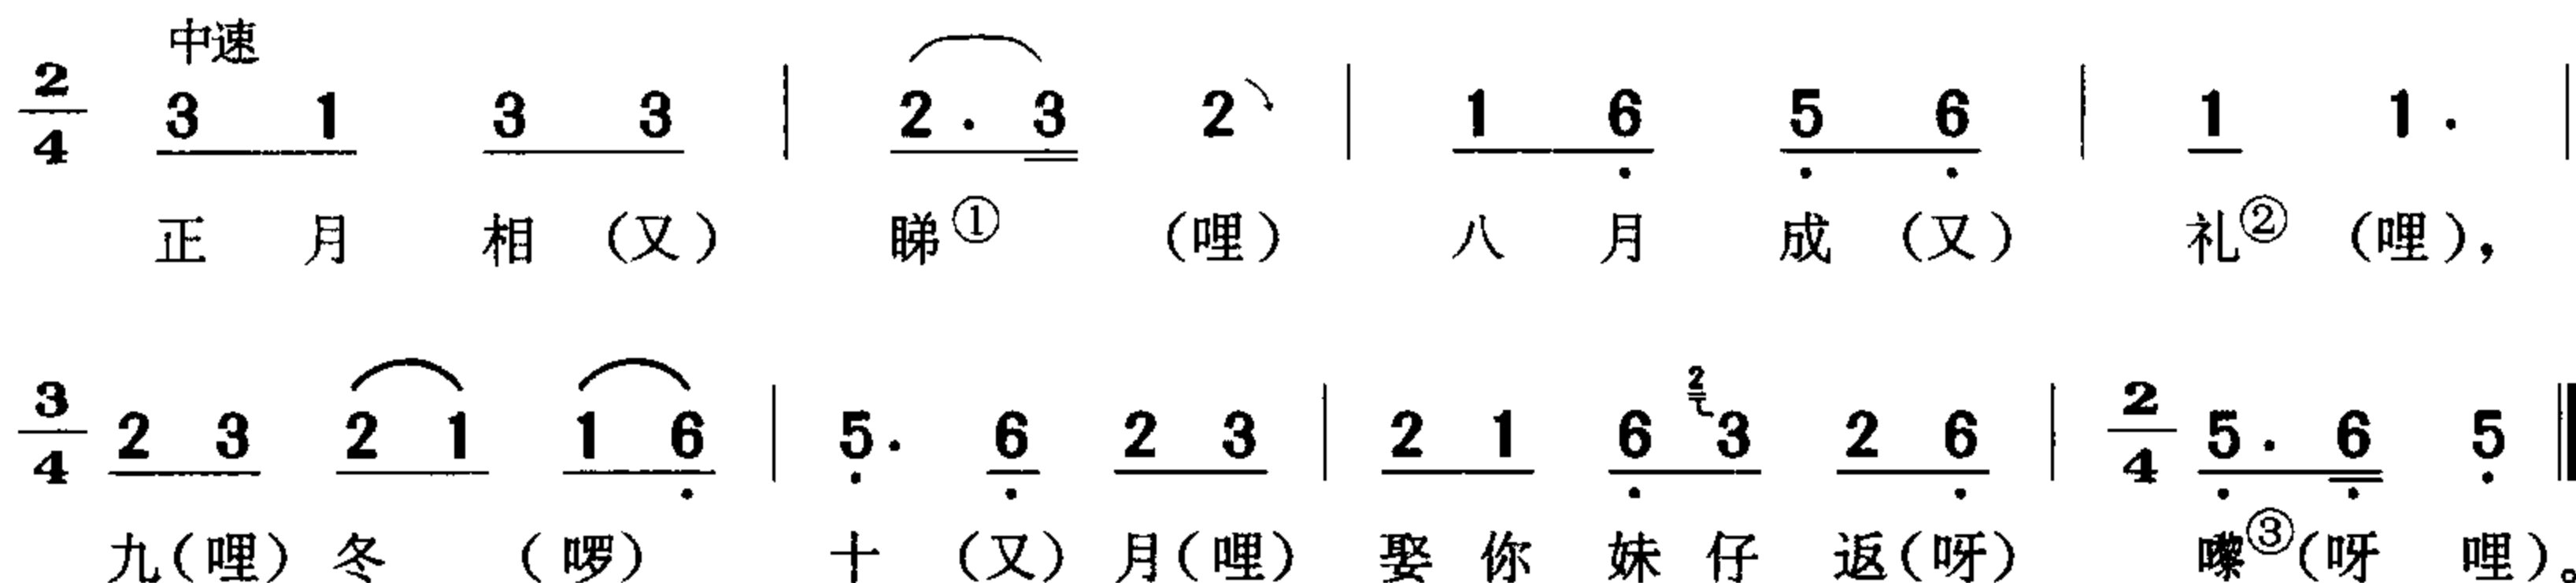 中速
2/4 3 1 3 3 | 2 · 3 2 | 1 6 5 6 | 1 1 · |
正 月 相 (又) 睇① (哩) 八 月 成 (又) 礼② (哩),
3/4 2 3 2 1 1 6 | 5 · 6 2 3 | 2 1 6 2 3 2 6 | 2/4 5 · 6 5 ‖
九(哩) 冬 (啰) 十 (又) 月(哩) 娶 你 妹 仔 返(呀) 嚟③(呀 哩)。